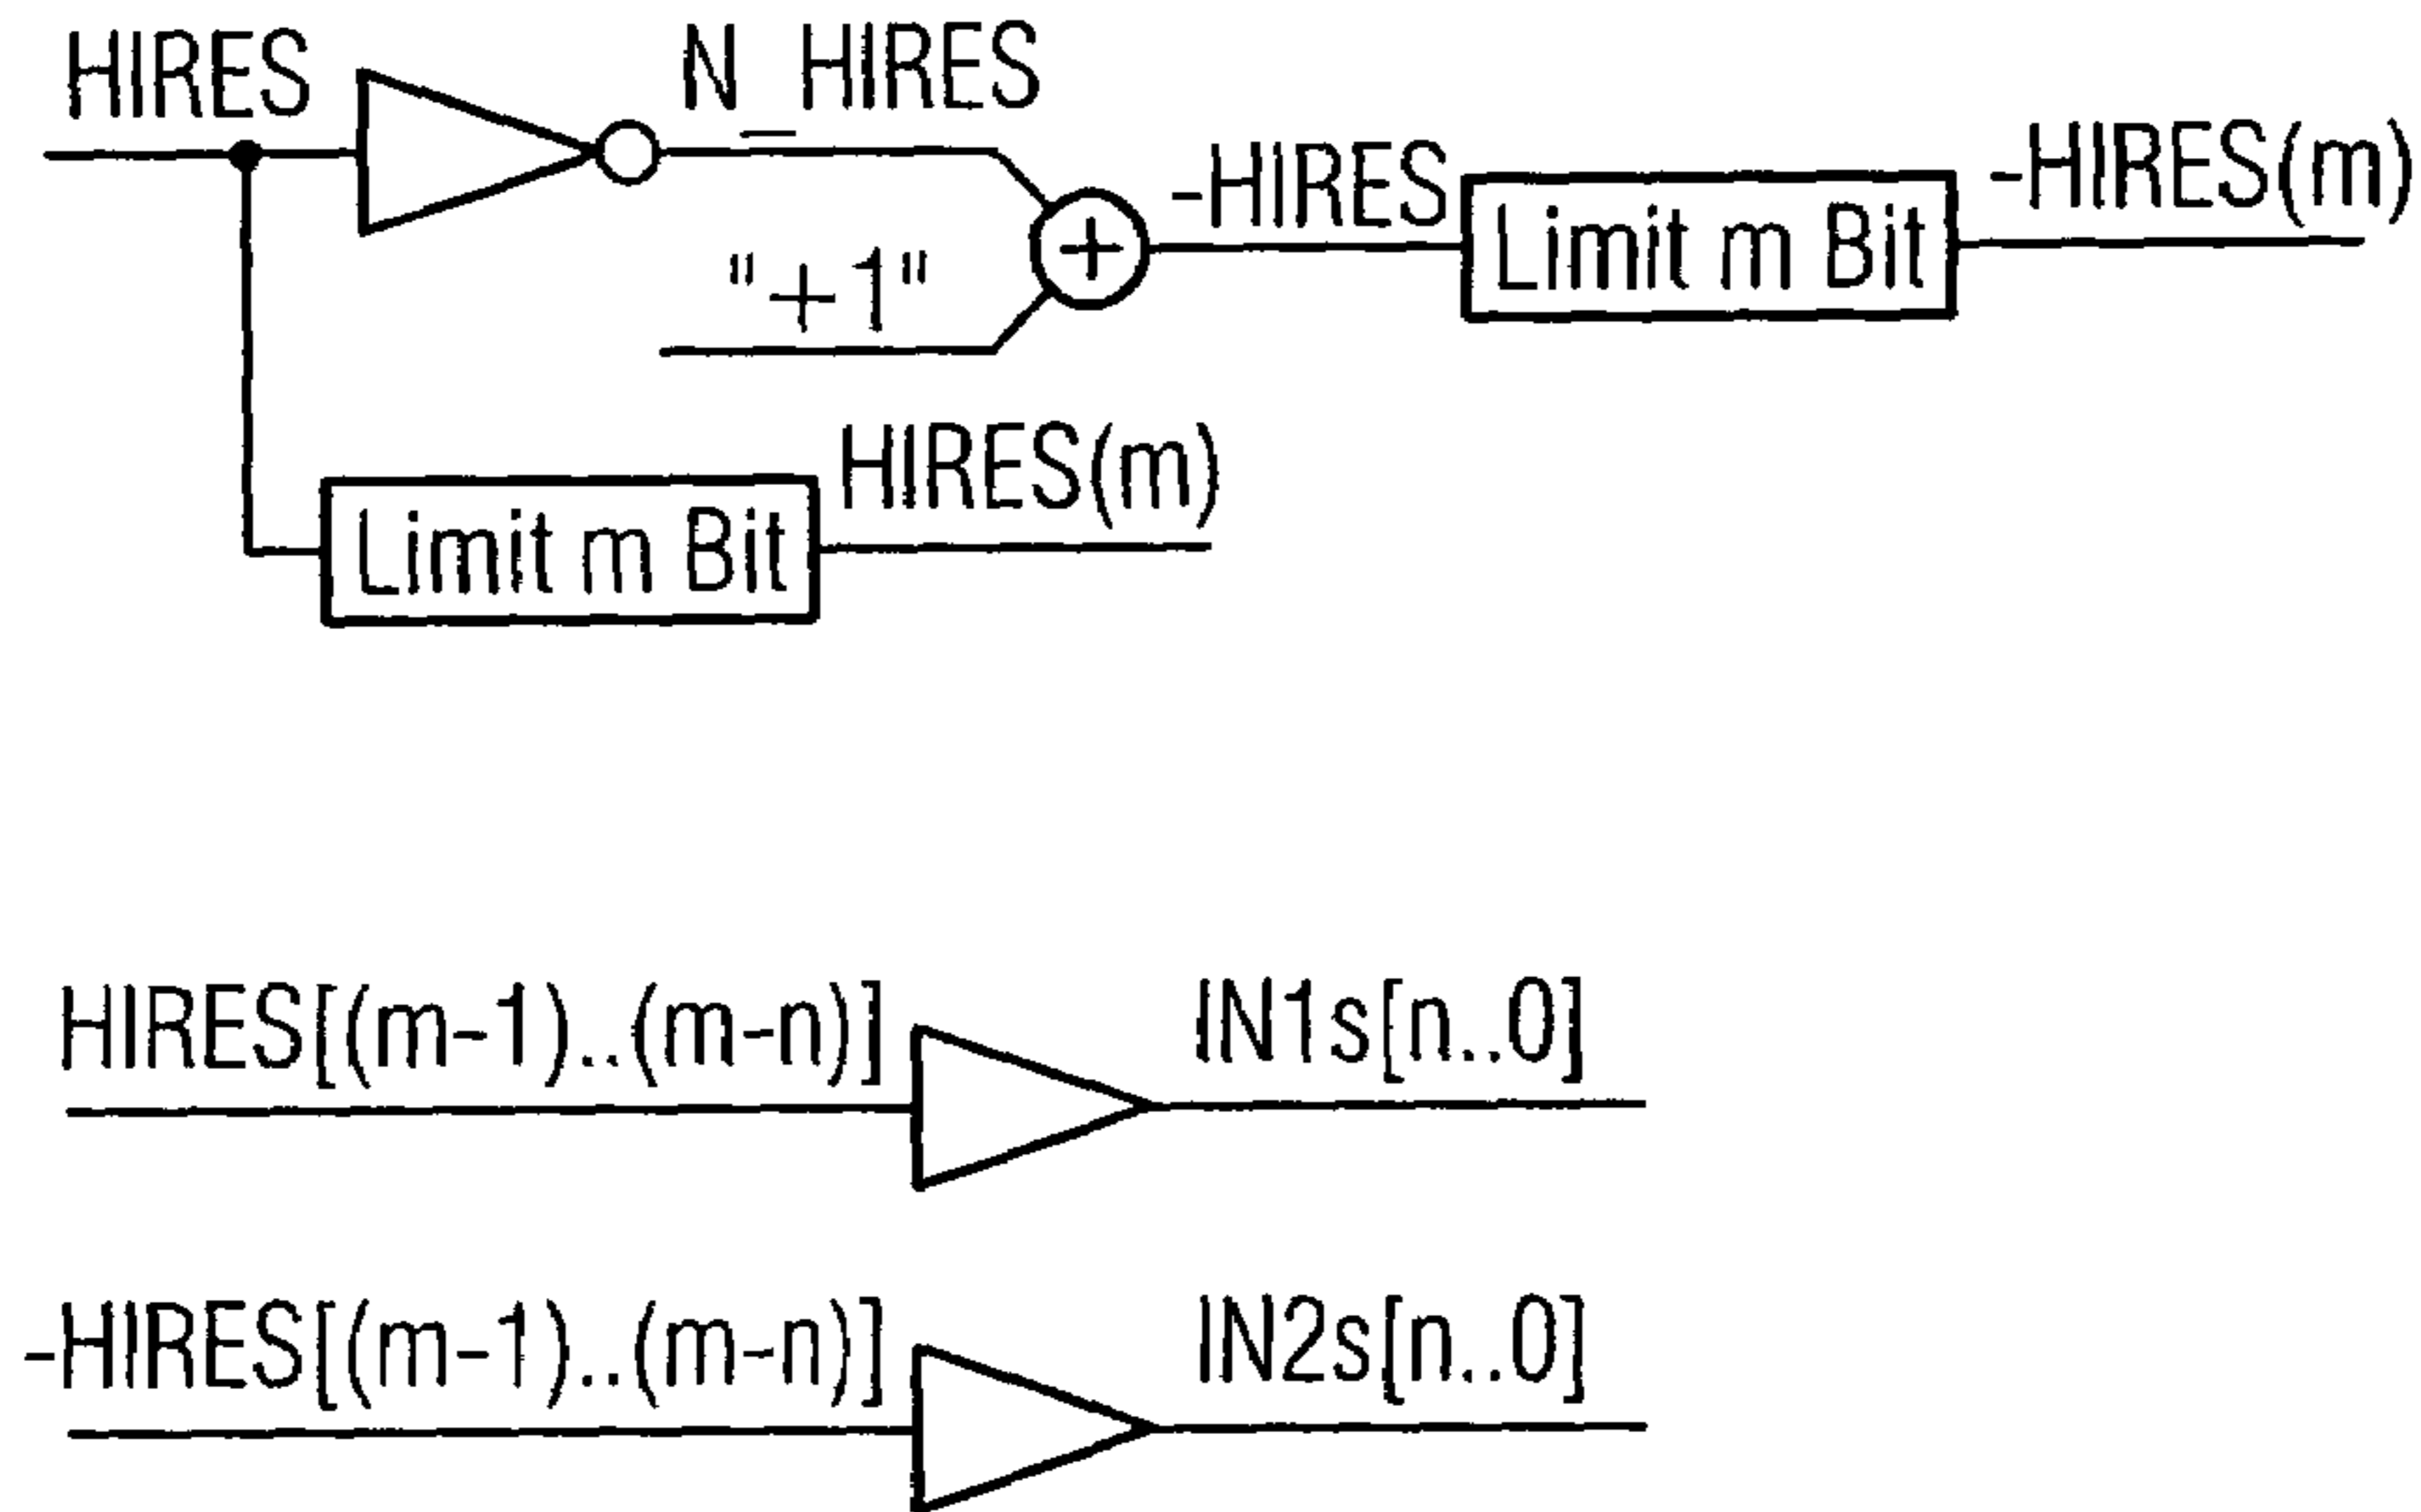 HIRES
N_HIRES
"+1"
-HIRES
Limit m Bit
-HIRES(m)
Limit m Bit
HIRES(m)
HIRES[(m-1)..(m-n)]
IN1s[n..0]
-HIRES[(m-1)..(m-n)]
IN2s[n..0]